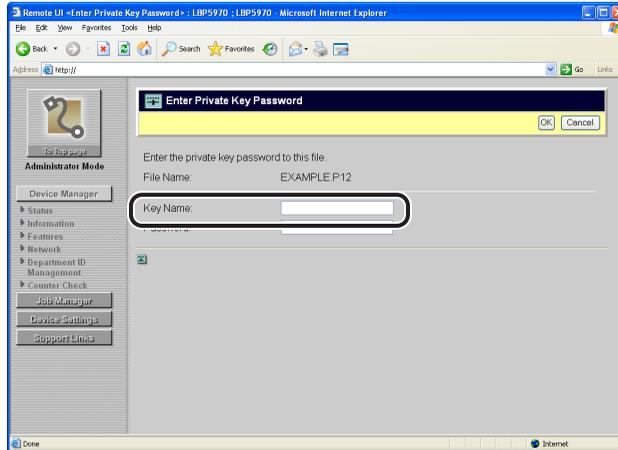 Remote UI <Enter Private Key Password> : LBP5970 ; LBP5970 - Microsoft Internet Explorer
File Edit View Favorites Tools Help
Back Search Favorites
Address http:// Go Links
To Top page
Administrator Mode
Device Manager
Status
Information
Features
Network
Department ID
Management
Counter Check
Job Manager
Device Settings
Support Links
Enter Private Key Password
OK Cancel
Enter the private key password to this file.
File Name: EXAMPLE.P12
Key Name:
Password:
Done Internet